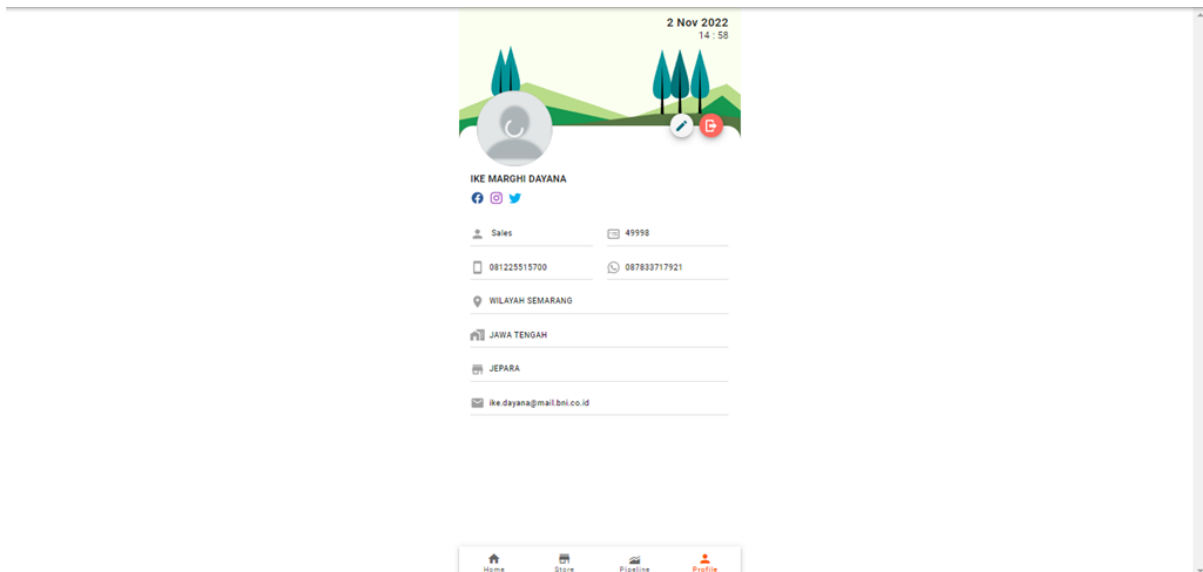 2 Nov 2022
14 : 58
IKE MARGHI DAYANA
Sales 49998
081225515700 087833717921
WILAYAH SEMARANG
JAWA TENGAH
JEPARA
ike.dayana@mail.bni.co.id
Home Store Pipeline Profile